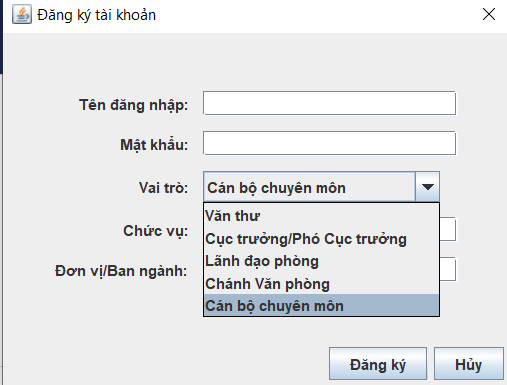 Đăng ký tài khoản
Tên đăng nhập:
Mật khẩu:
Vai trò: Cán bộ chuyên môn
Văn thư
Chức vụ:
Cục trưởng/Phó Cục trưởng
Lãnh đạo phòng
Đơn vị/Ban ngành:
Chánh Văn phòng
Cán bộ chuyên môn
Đăng ký Hủy